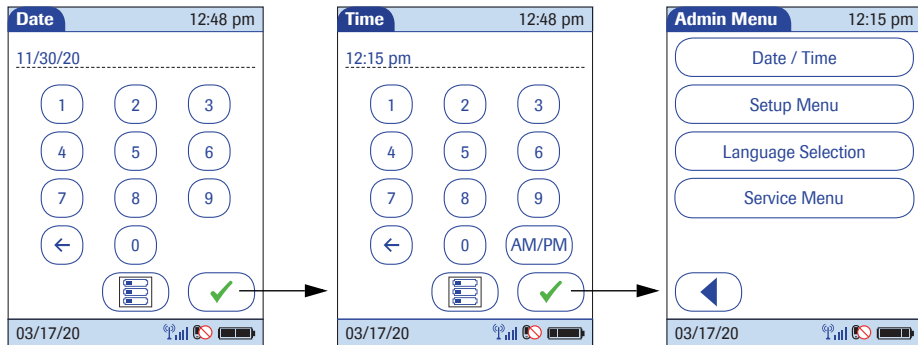 Date 12:48 pm
11/30/20
1 2 3
4 5 6
7 8 9
0
03/17/20
Time 12:48 pm
12:15 pm
1 2 3
4 5 6
7 8 9
0 AM/PM
03/17/20
Admin Menu 12:15 pm
Date / Time
Setup Menu
Language Selection
Service Menu
03/17/20